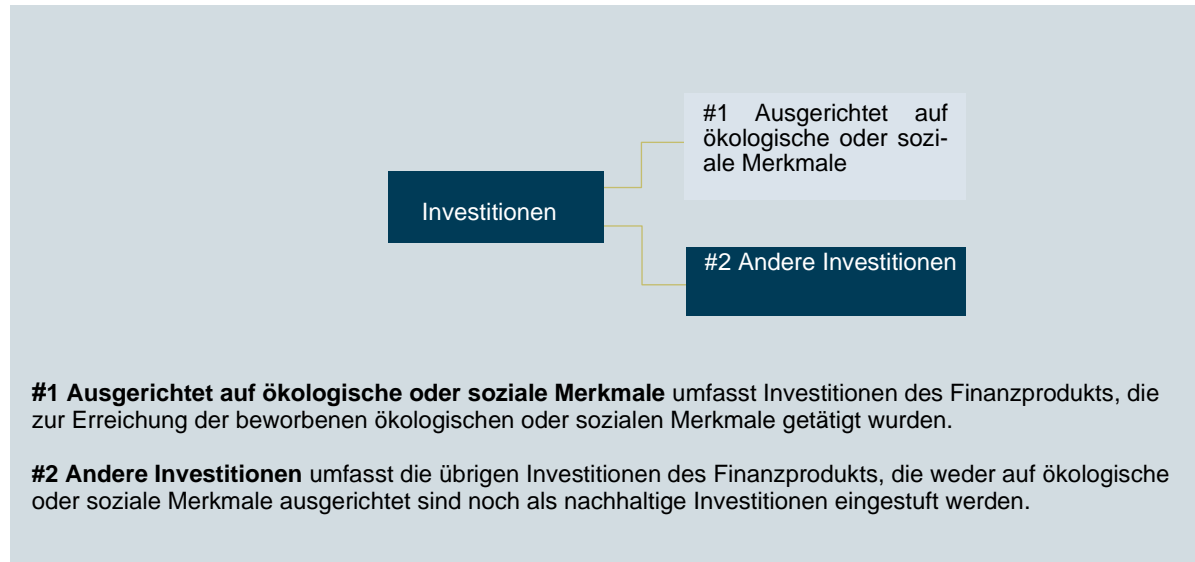 #1 Ausgerichtet auf
ökologische oder sozi-
ale Merkmale
Investitionen
#2 Andere Investitionen
#1 Ausgerichtet auf ökologische oder soziale Merkmale umfasst Investitionen des Finanzprodukts, die
zur Erreichung der beworbenen ökologischen oder sozialen Merkmale getätigt wurden.
#2 Andere Investitionen umfasst die übrigen Investitionen des Finanzprodukts, die weder auf ökologische
oder soziale Merkmale ausgerichtet sind noch als nachhaltige Investitionen eingestuft werden.